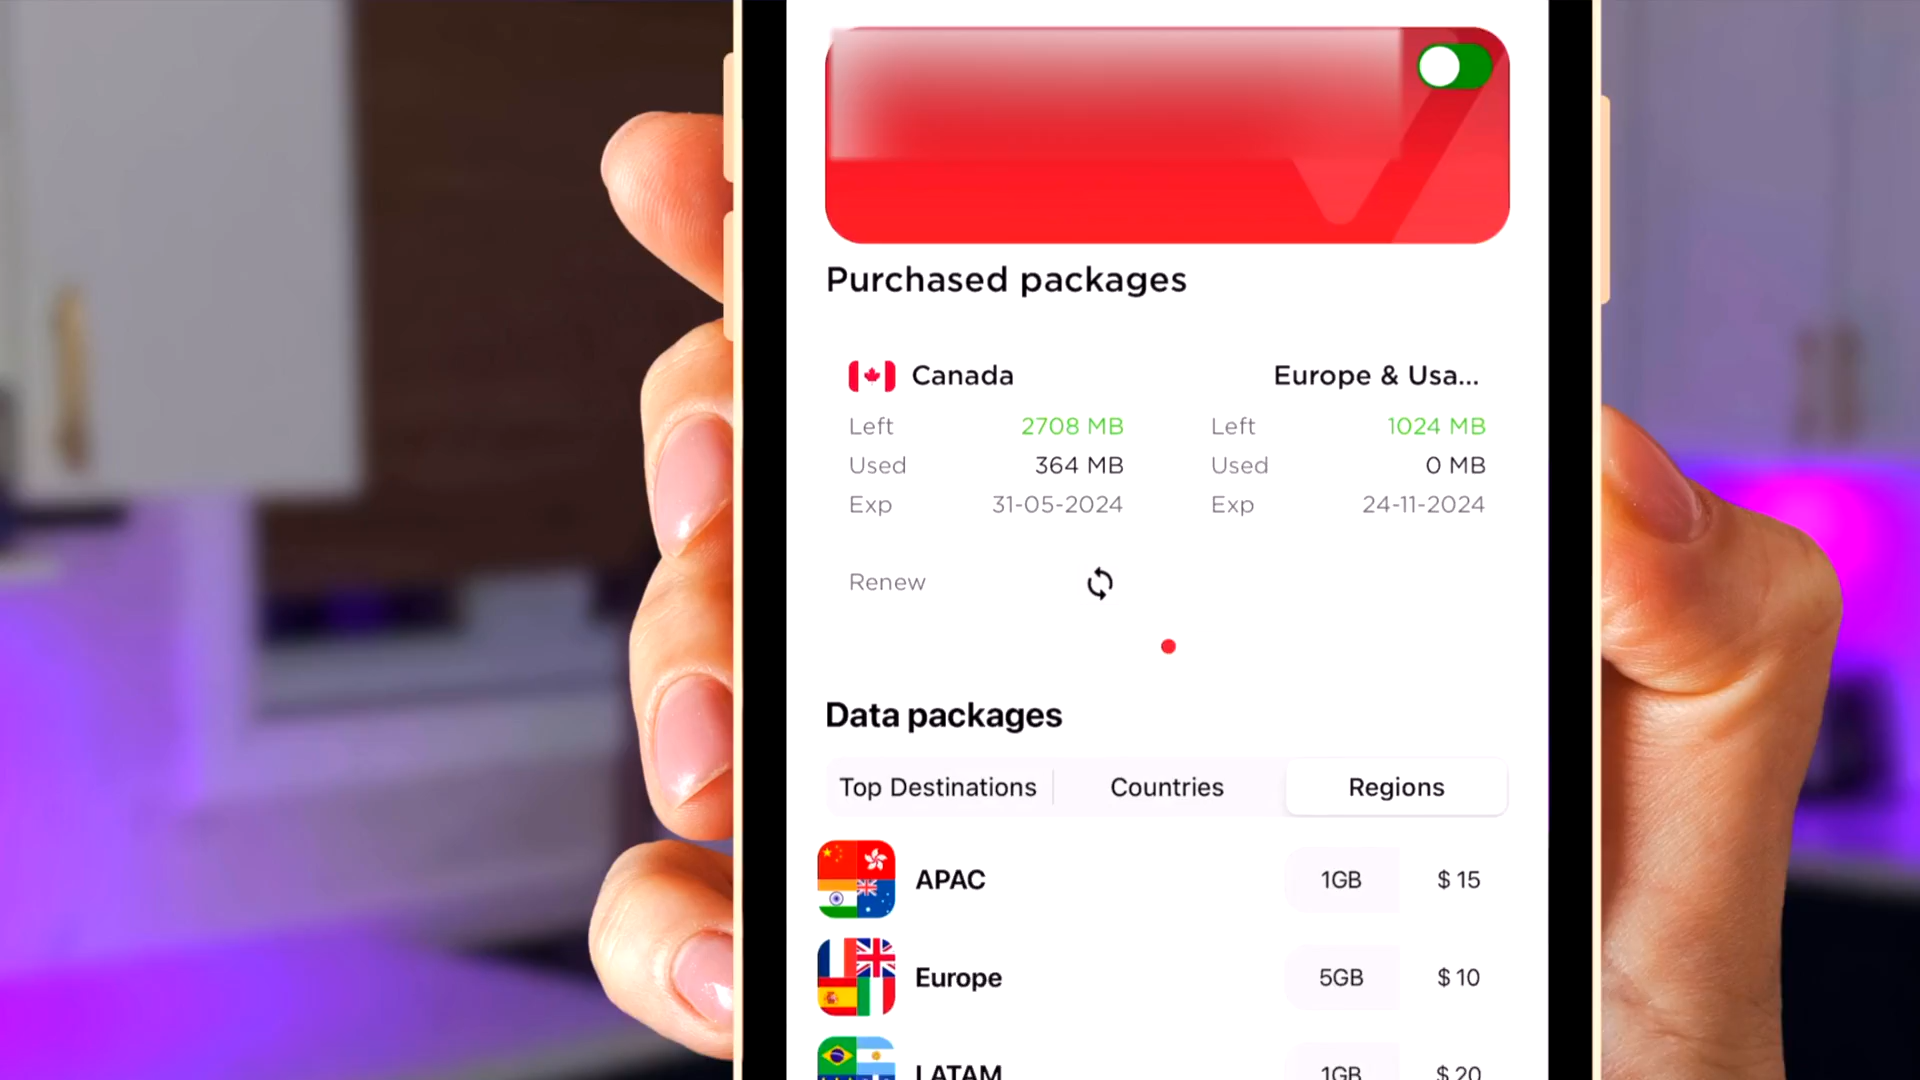 Purchased packages
Canada
Left 2708 MB
Used 364 MB
Exp 31-05-2024
Renew
Europe & Usa...
Left 1024 MB
Used 0 MB
Exp 24-11-2024
Data packages
Top Destinations Countries Regions
APAC 1GB $ 15
Europe 5GB $ 10
LATAM 1GB $ 20